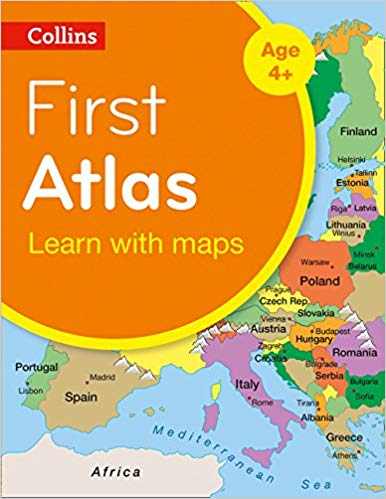 Collins
Age
4+
First
Atlas
Learn with maps
Finland
Helsinki
Tallinn
Estonia
Riga
Latvia
Lithuania
Vilnius
Minsk
Belarus
Warsaw
Poland
Prague
Czech Rep.
Slovakia
Vienna
Austria
Budapest
Hungary
Zagreb
Croatia
Romania
Belgrade
Serbia
Bulgaria
Sofia
Portugal
Lisbon
Madrid
Spain
Italy
Rome
Tirana
Albania
Greece
Athens
Mediterranean Sea
Africa